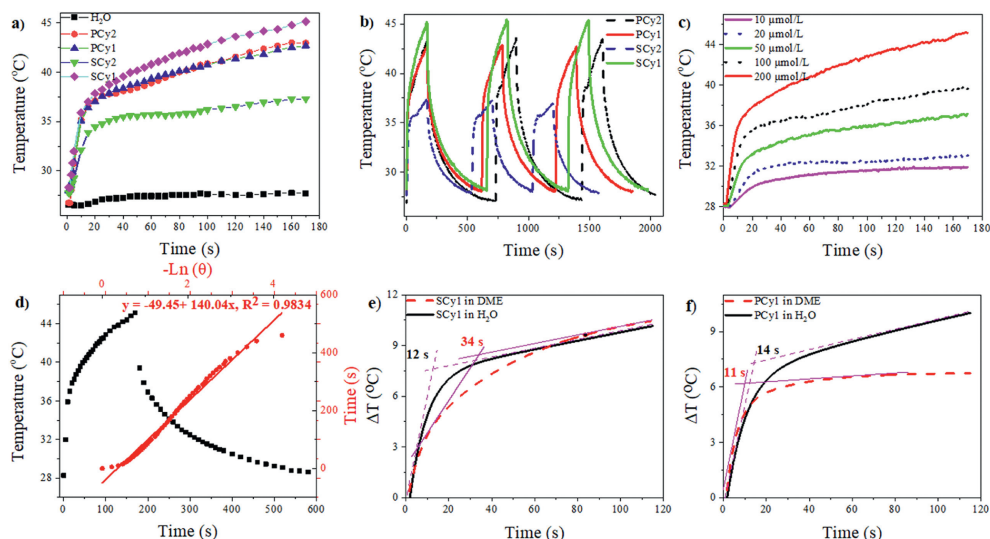 a)
H₂O
PCy2
PCy1
SCy2
SCy1
45
40
35
30
Temperature (°C)
0 20 40 60 80 100 120 140 160 180
Time (s)
b)
PCy2
PCy1
SCy2
SCy1
45
40
35
30
Temperature (°C)
0 500 1000 1500 2000
Time (s)
c)
10 µmol/L
20 µmol/L
50 µmol/L
100 µmol/L
200 µmol/L
44
40
36
32
28
Temperature (°C)
0 20 40 60 80 100 120 140 160 180
Time (s)
d)
-Ln (θ)
0 2 4
y = -49.45+ 140.04x, R² = 0.9834
44
40
36
32
28
Temperature (°C)
600
400
200
0
Time (s)
0 100 200 300 400 500 600
Time (s)
e)
SCy1 in DME
SCy1 in H₂O
12 s
34 s
12
9
6
3
0
ΔT (°C)
0 20 40 60 80 100 120
Time (s)
f)
PCy1 in DME
PCy1 in H₂O
14 s
11 s
9
6
3
0
ΔT (°C)
0 20 40 60 80 100 120
Time (s)